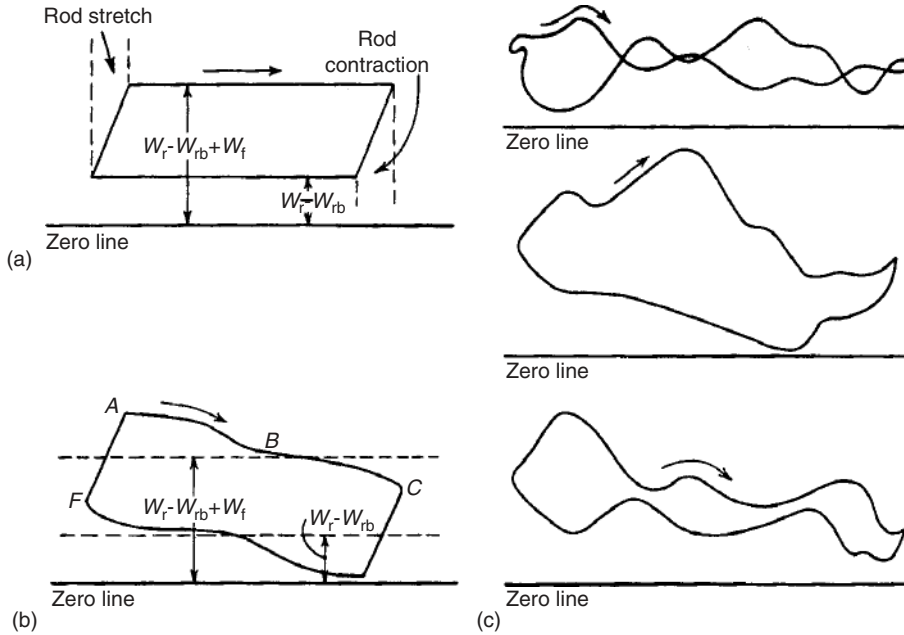 Rod stretch
Rod
contraction
Wr-Wrb+Wf
Wr-Wrb
Zero line
(a)
A
B
C
F
Wr-Wrb+Wf
Wr-Wrb
Zero line
(b)
Zero line
Zero line
Zero line
(c)